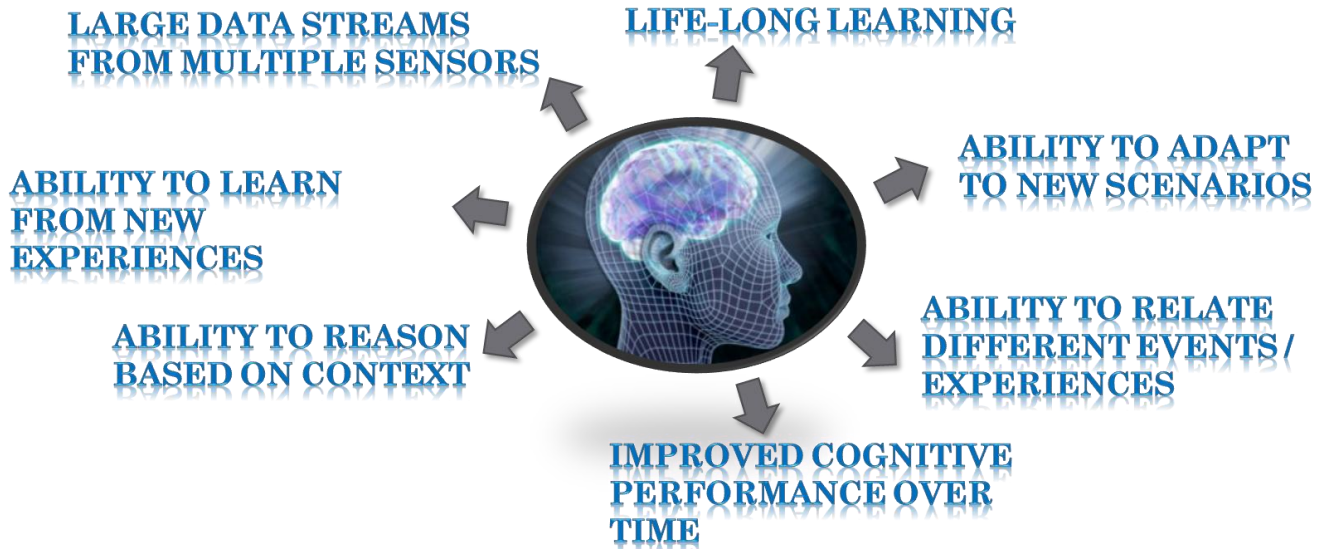 LARGE DATA STREAMS
FROM MULTIPLE SENSORS
LIFE-LONG LEARNING
ABILITY TO ADAPT
TO NEW SCENARIOS
ABILITY TO LEARN
FROM NEW
EXPERIENCES
ABILITY TO RELATE
DIFFERENT EVENTS /
EXPERIENCES
ABILITY TO REASON
BASED ON CONTEXT
IMPROVED COGNITIVE
PERFORMANCE OVER
TIME